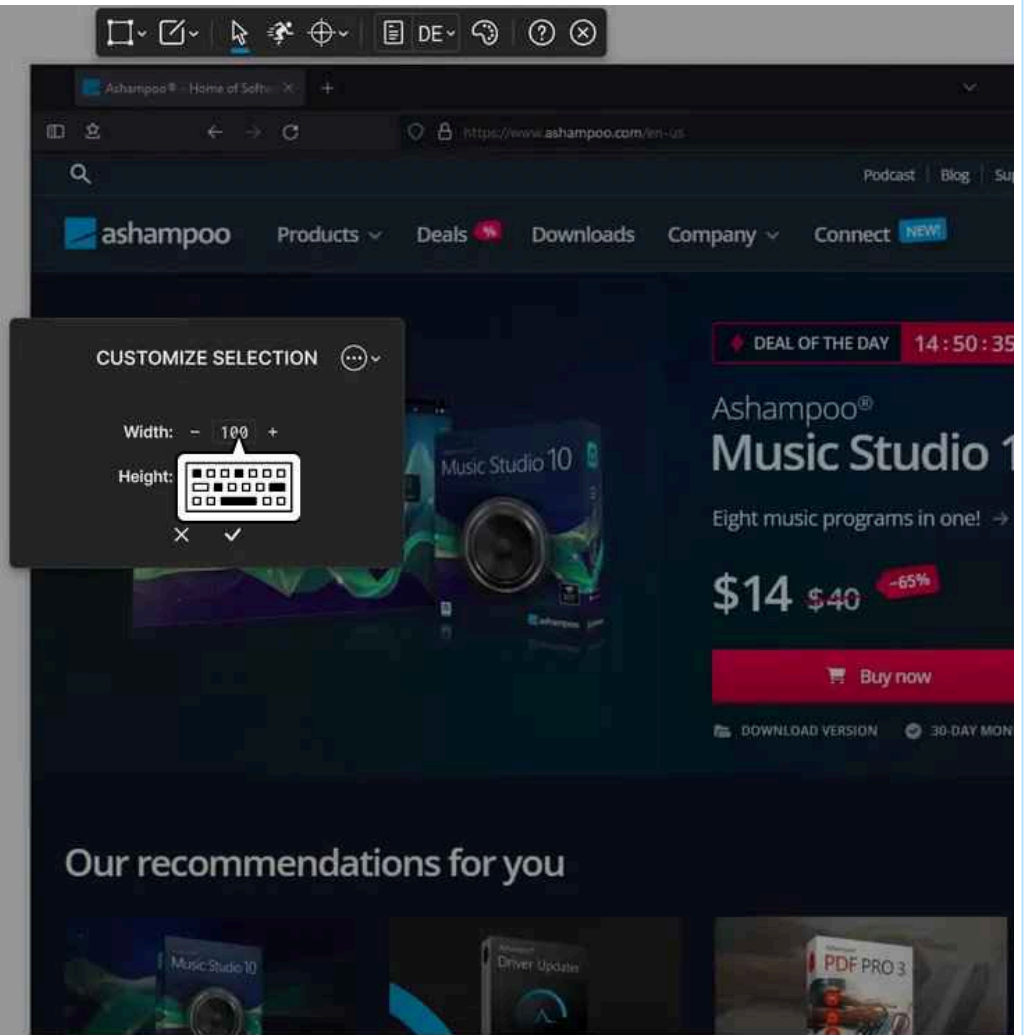 DE
Ashampoo® - Home of Softw
https://www.ashampoo.com/en-us
Podcast Blog Sup
ashampoo Products Deals % Downloads Company Connect NEW!
CUSTOMIZE SELECTION
Width: - 100 +
Height:
DEAL OF THE DAY 14 : 50 : 35
Ashampoo®
Music Studio 1
Eight music programs in one!
$14 $40 -65%
Buy now
DOWNLOAD VERSION 30-DAY MON
Music Studio 10
ashampoo
Our recommendations for you
Music Studio 10
Driver Updater
PDF PRO 3